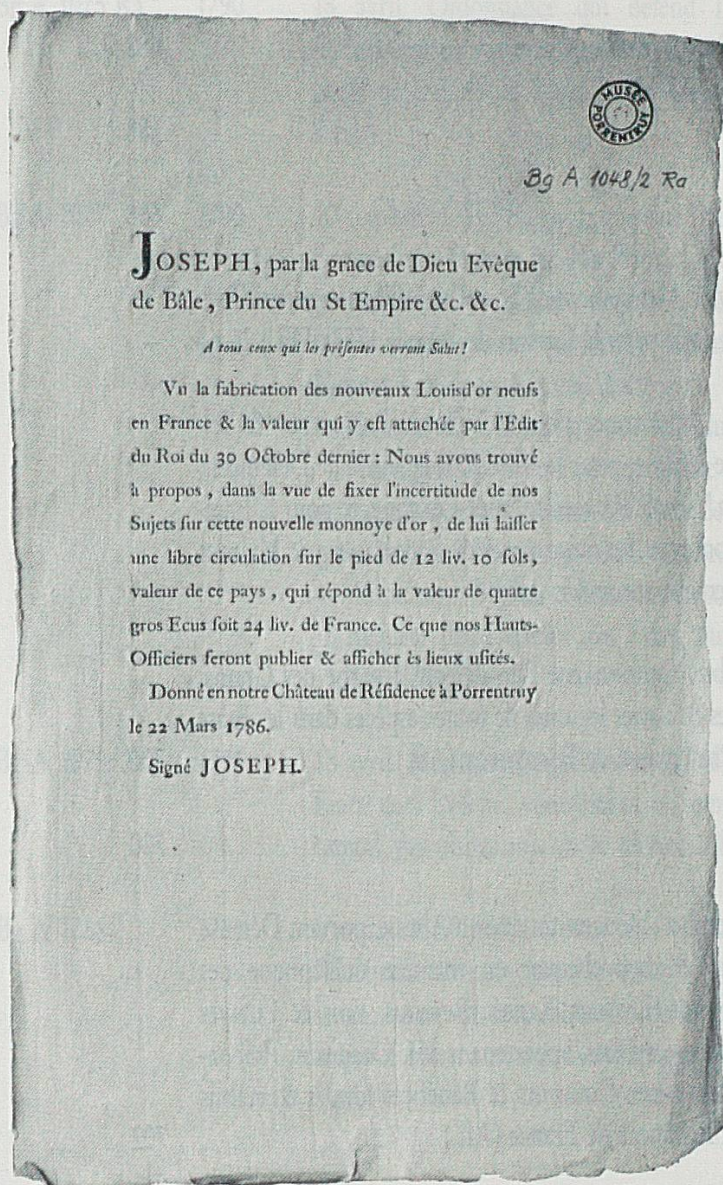 MUSÉE
PORRENTRUY
Bg A 1048/2 Ra
JOSEPH, par la grace de Dieu Evêque
de Bâle, Prince du St Empire &c. &c.
A tous ceux qui les préſentes verront Salut!
Vu la fabrication des nouveaux Louisd'or neufs
en France & la valeur qui y eſt attachée par l'Edit
du Roi du 30 Octobre dernier : Nous avons trouvé
à propos, dans la vue de fixer l'incertitude de nos
Sujets ſur cette nouvelle monnoye d'or, de lui laiſſer
une libre circulation ſur le pied de 12 liv. 10 ſols,
valeur de ce pays, qui répond à la valeur de quatre
gros Ecus ſoit 24 liv. de France. Ce que nos Hauts-
Officiers feront publier & afficher ès lieux uſités.
Donné en notre Château de Réſidence à Porrentruy
le 22 Mars 1786.
Signé JOSEPH.